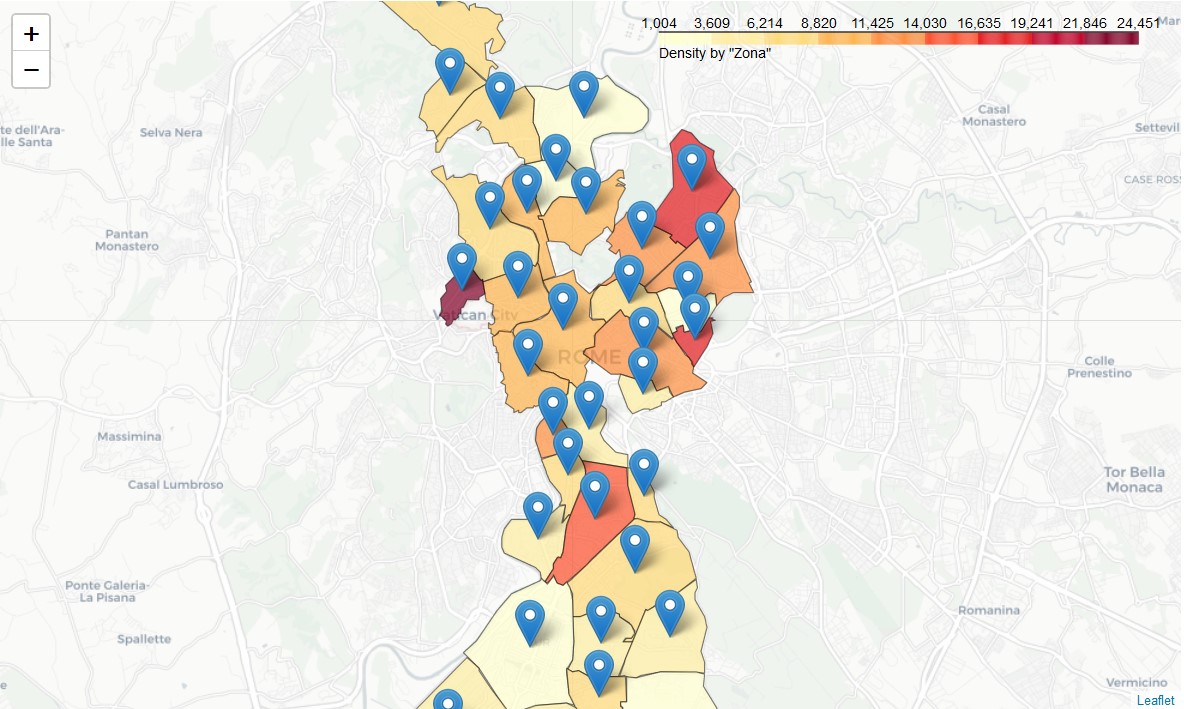 +
−
1,004 3,609 6,214 8,820 11,425 14,030 16,635 19,241 21,846 24,451
Density by "Zona"
Casal
Monastero
te dell'Ara-
lle Santa
Selva Nera
Settevil
CASE ROSS
Pantan
Monastero
Vatican City
ROME
Colle
Prenestino
Massimina
Casal Lumbroso
Tor Bella
Monaca
Ponte Galeria-
La Pisana
Romanina
Spallette
Vermicino
Leaflet